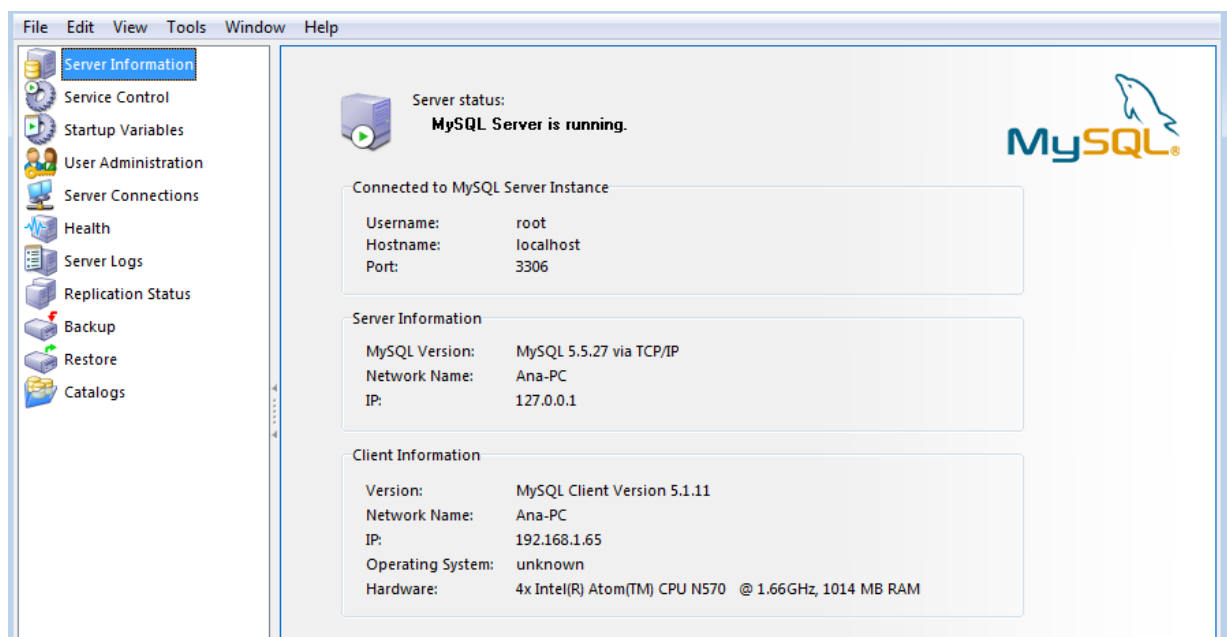 File Edit View Tools Window Help
Server Information
Service Control
Startup Variables
User Administration
Server Connections
Health
Server Logs
Replication Status
Backup
Restore
Catalogs
Server status:
MySQL Server is running.
MySQL®
Connected to MySQL Server Instance
Username: root
Hostname: localhost
Port: 3306
Server Information
MySQL Version: MySQL 5.5.27 via TCP/IP
Network Name: Ana-PC
IP: 127.0.0.1
Client Information
Version: MySQL Client Version 5.1.11
Network Name: Ana-PC
IP: 192.168.1.65
Operating System: unknown
Hardware: 4x Intel(R) Atom(TM) CPU N570 @ 1.66GHz, 1014 MB RAM